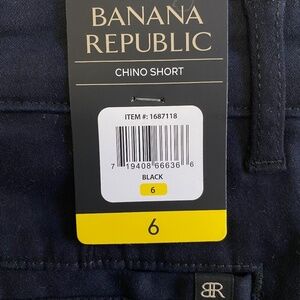 BANANA
REPUBLIC
CHINO SHORT
ITEM #: 1687118
7 19408 66636 6
BLACK
6
6
BR